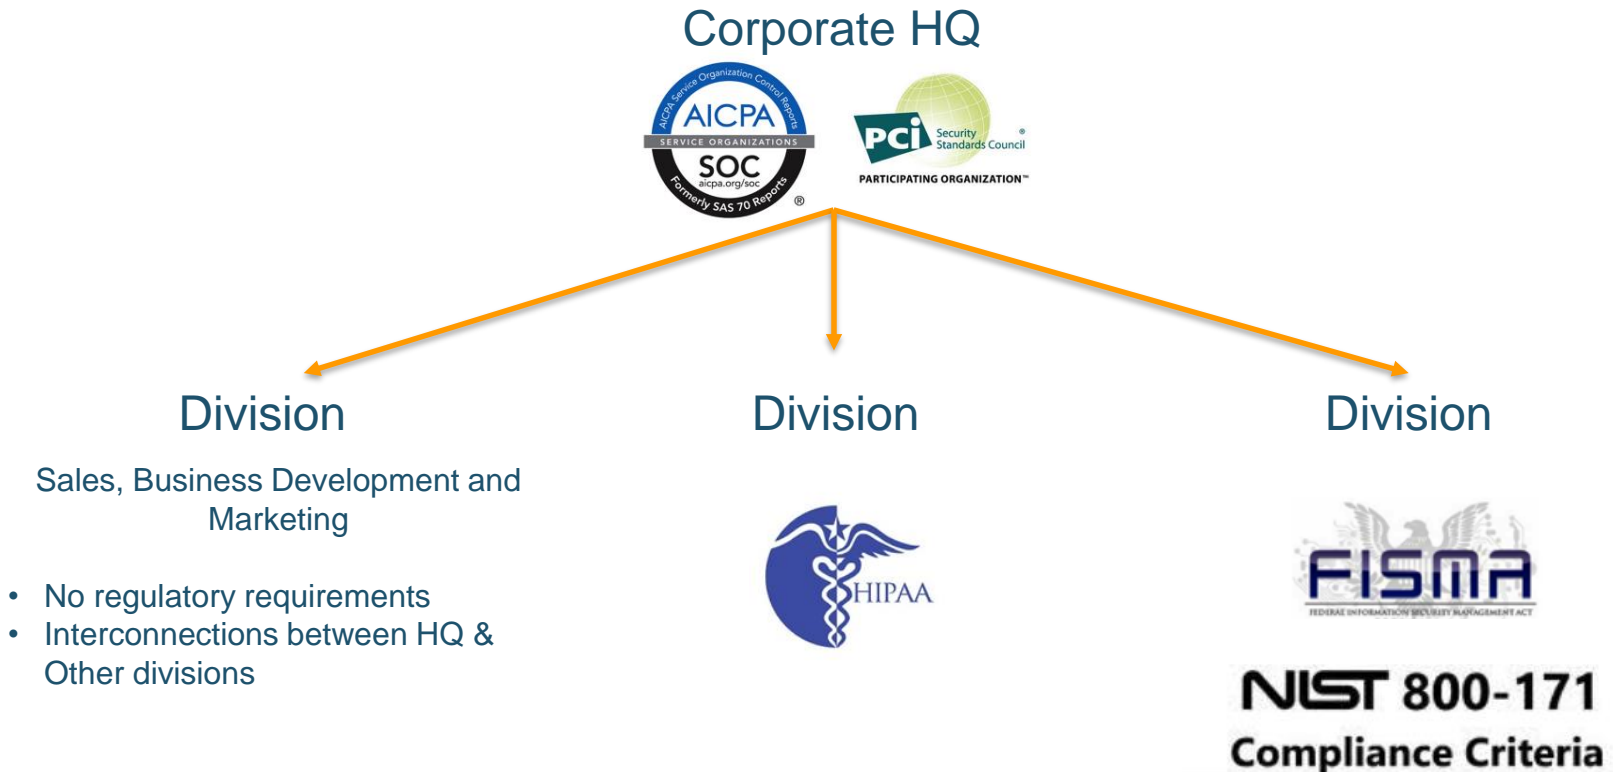 Corporate HQ
AICPA Service Organization Control Reports
AICPA
SERVICE ORGANIZATIONS
SOC
aicpa.org/soc
Formerly SAS 70 Reports
®
PCi Security ®
Standards Council
PARTICIPATING ORGANIZATION™
Division
Division
Division
Sales, Business Development and
Marketing
• No regulatory requirements
• Interconnections between HQ &
Other divisions
HIPAA
FISMA
FEDERAL INFORMATION SECURITY MANAGEMENT ACT
NIST 800-171
Compliance Criteria